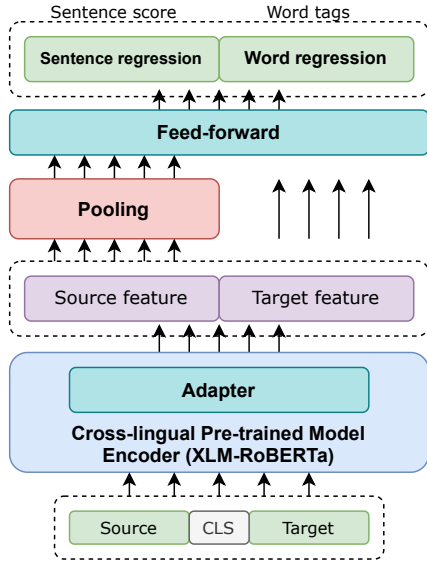 Sentence score Word tags
Sentence regression Word regression
Feed-forward
Pooling
Source feature Target feature
Adapter
Cross-lingual Pre-trained Model
Encoder (XLM-RoBERTa)
Source CLS Target